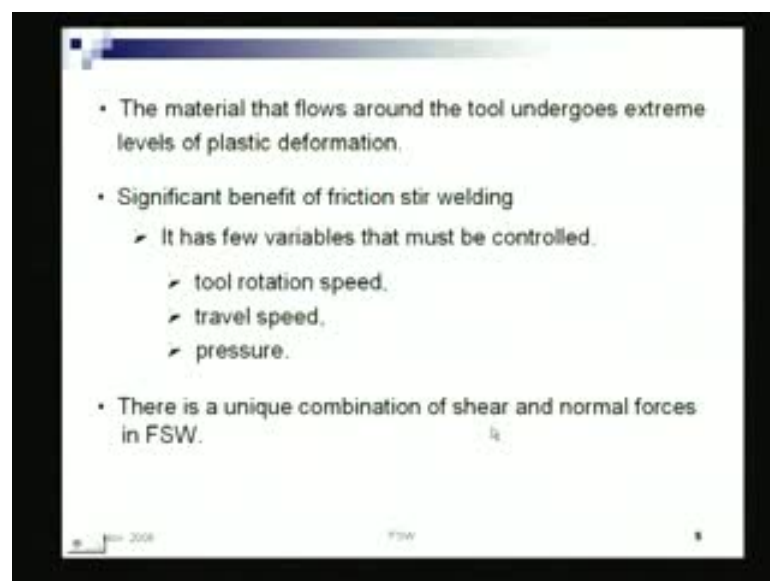 • The material that flows around the tool undergoes extreme
levels of plastic deformation.
• Significant benefit of friction stir welding
➢ It has few variables that must be controlled.
➢ tool rotation speed,
➢ travel speed,
➢ pressure.
• There is a unique combination of shear and normal forces
in FSW.
2008
FSW